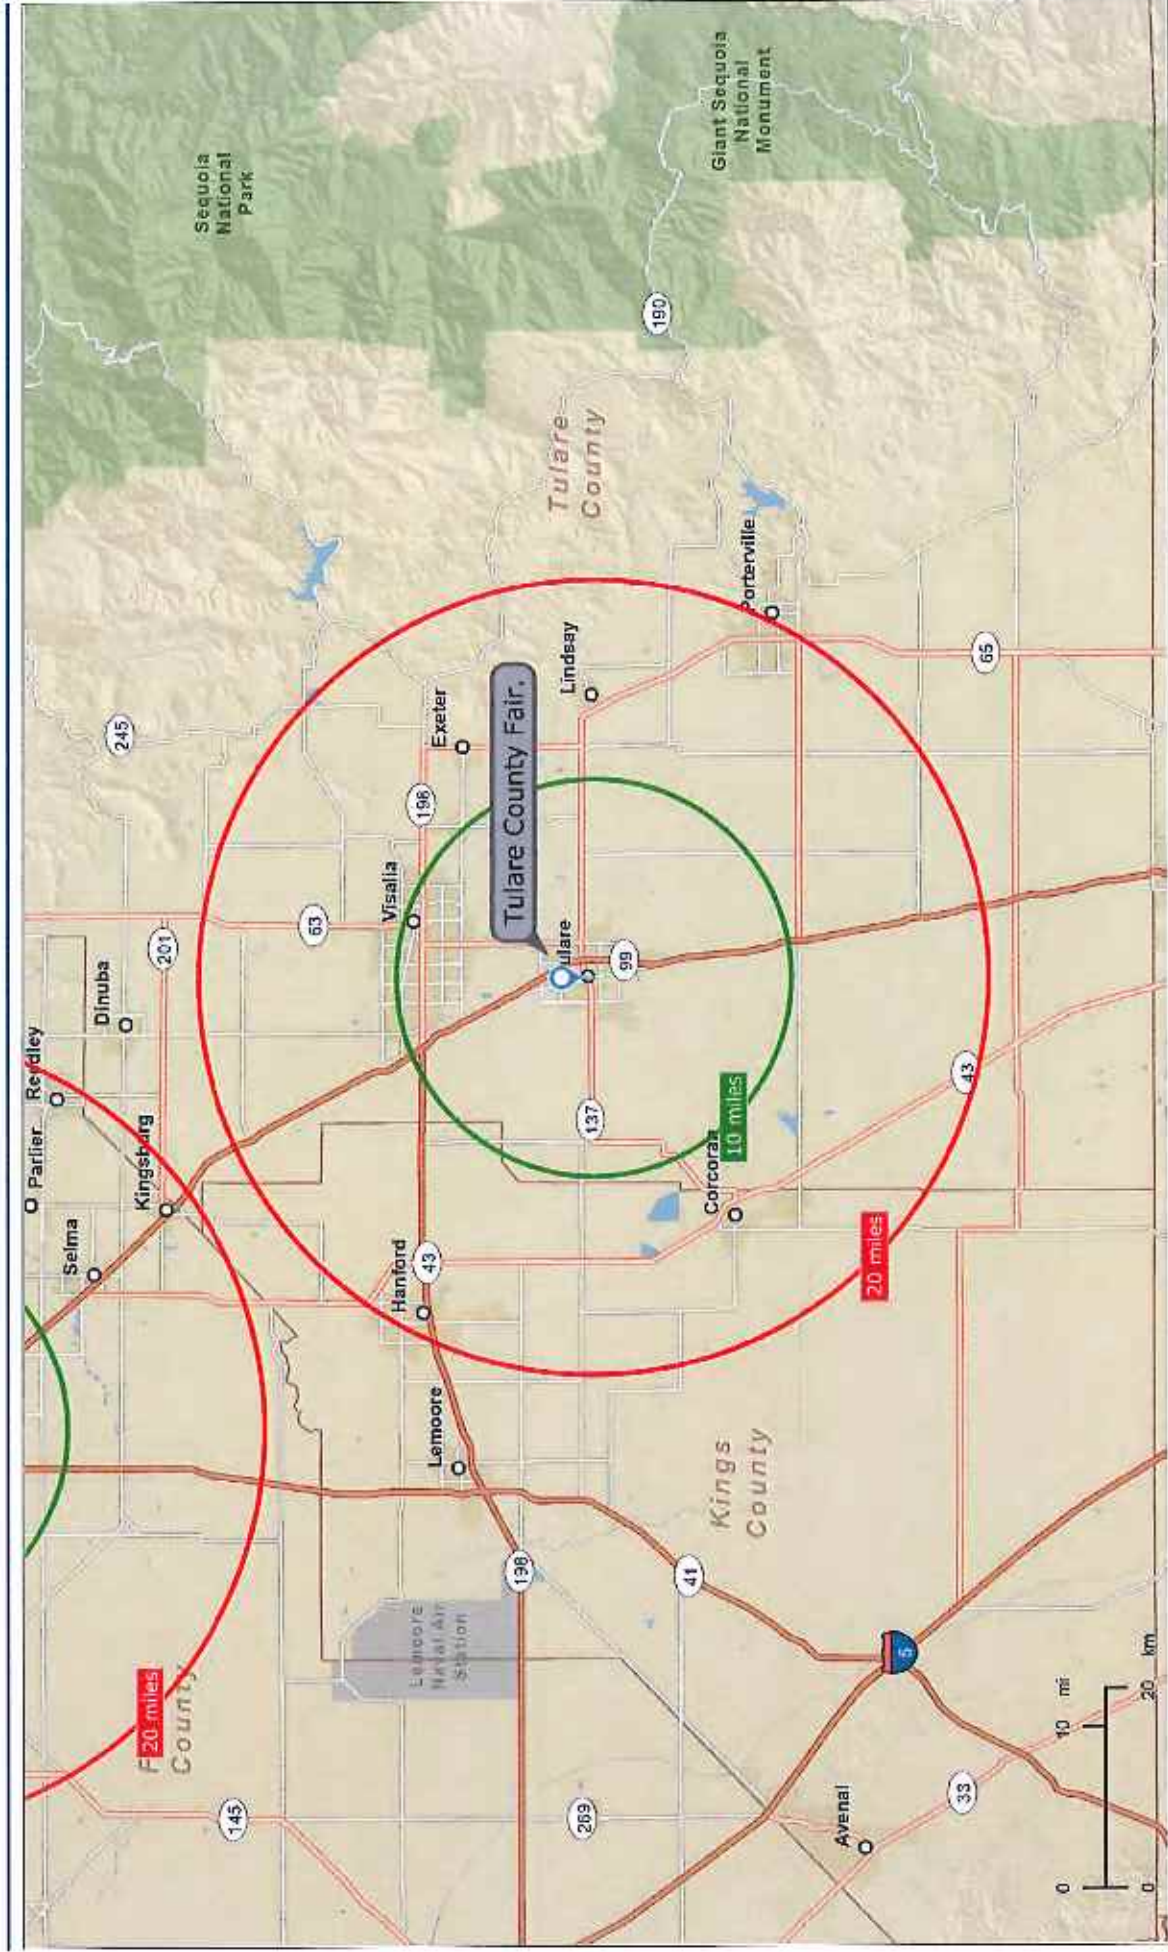 Parlier
Reedley
Selma
Dinuba
245
Kingsburg
201
20 miles
F
County
Sequoia
National
Park
145
63
Hanford
Visalia
198
43
Lemoore
Exeter
Lemoore
Naval Air
Station
Tulare County Fair.
198
ulare
Lindsay
Tulare
County
269
137
99
190
41
Corcoran
10 miles
Giant Sequoia
National
Monument
Kings
County
Porterville
Avenal
20 miles
5
33
43
65
0 10 mi
0 20 km